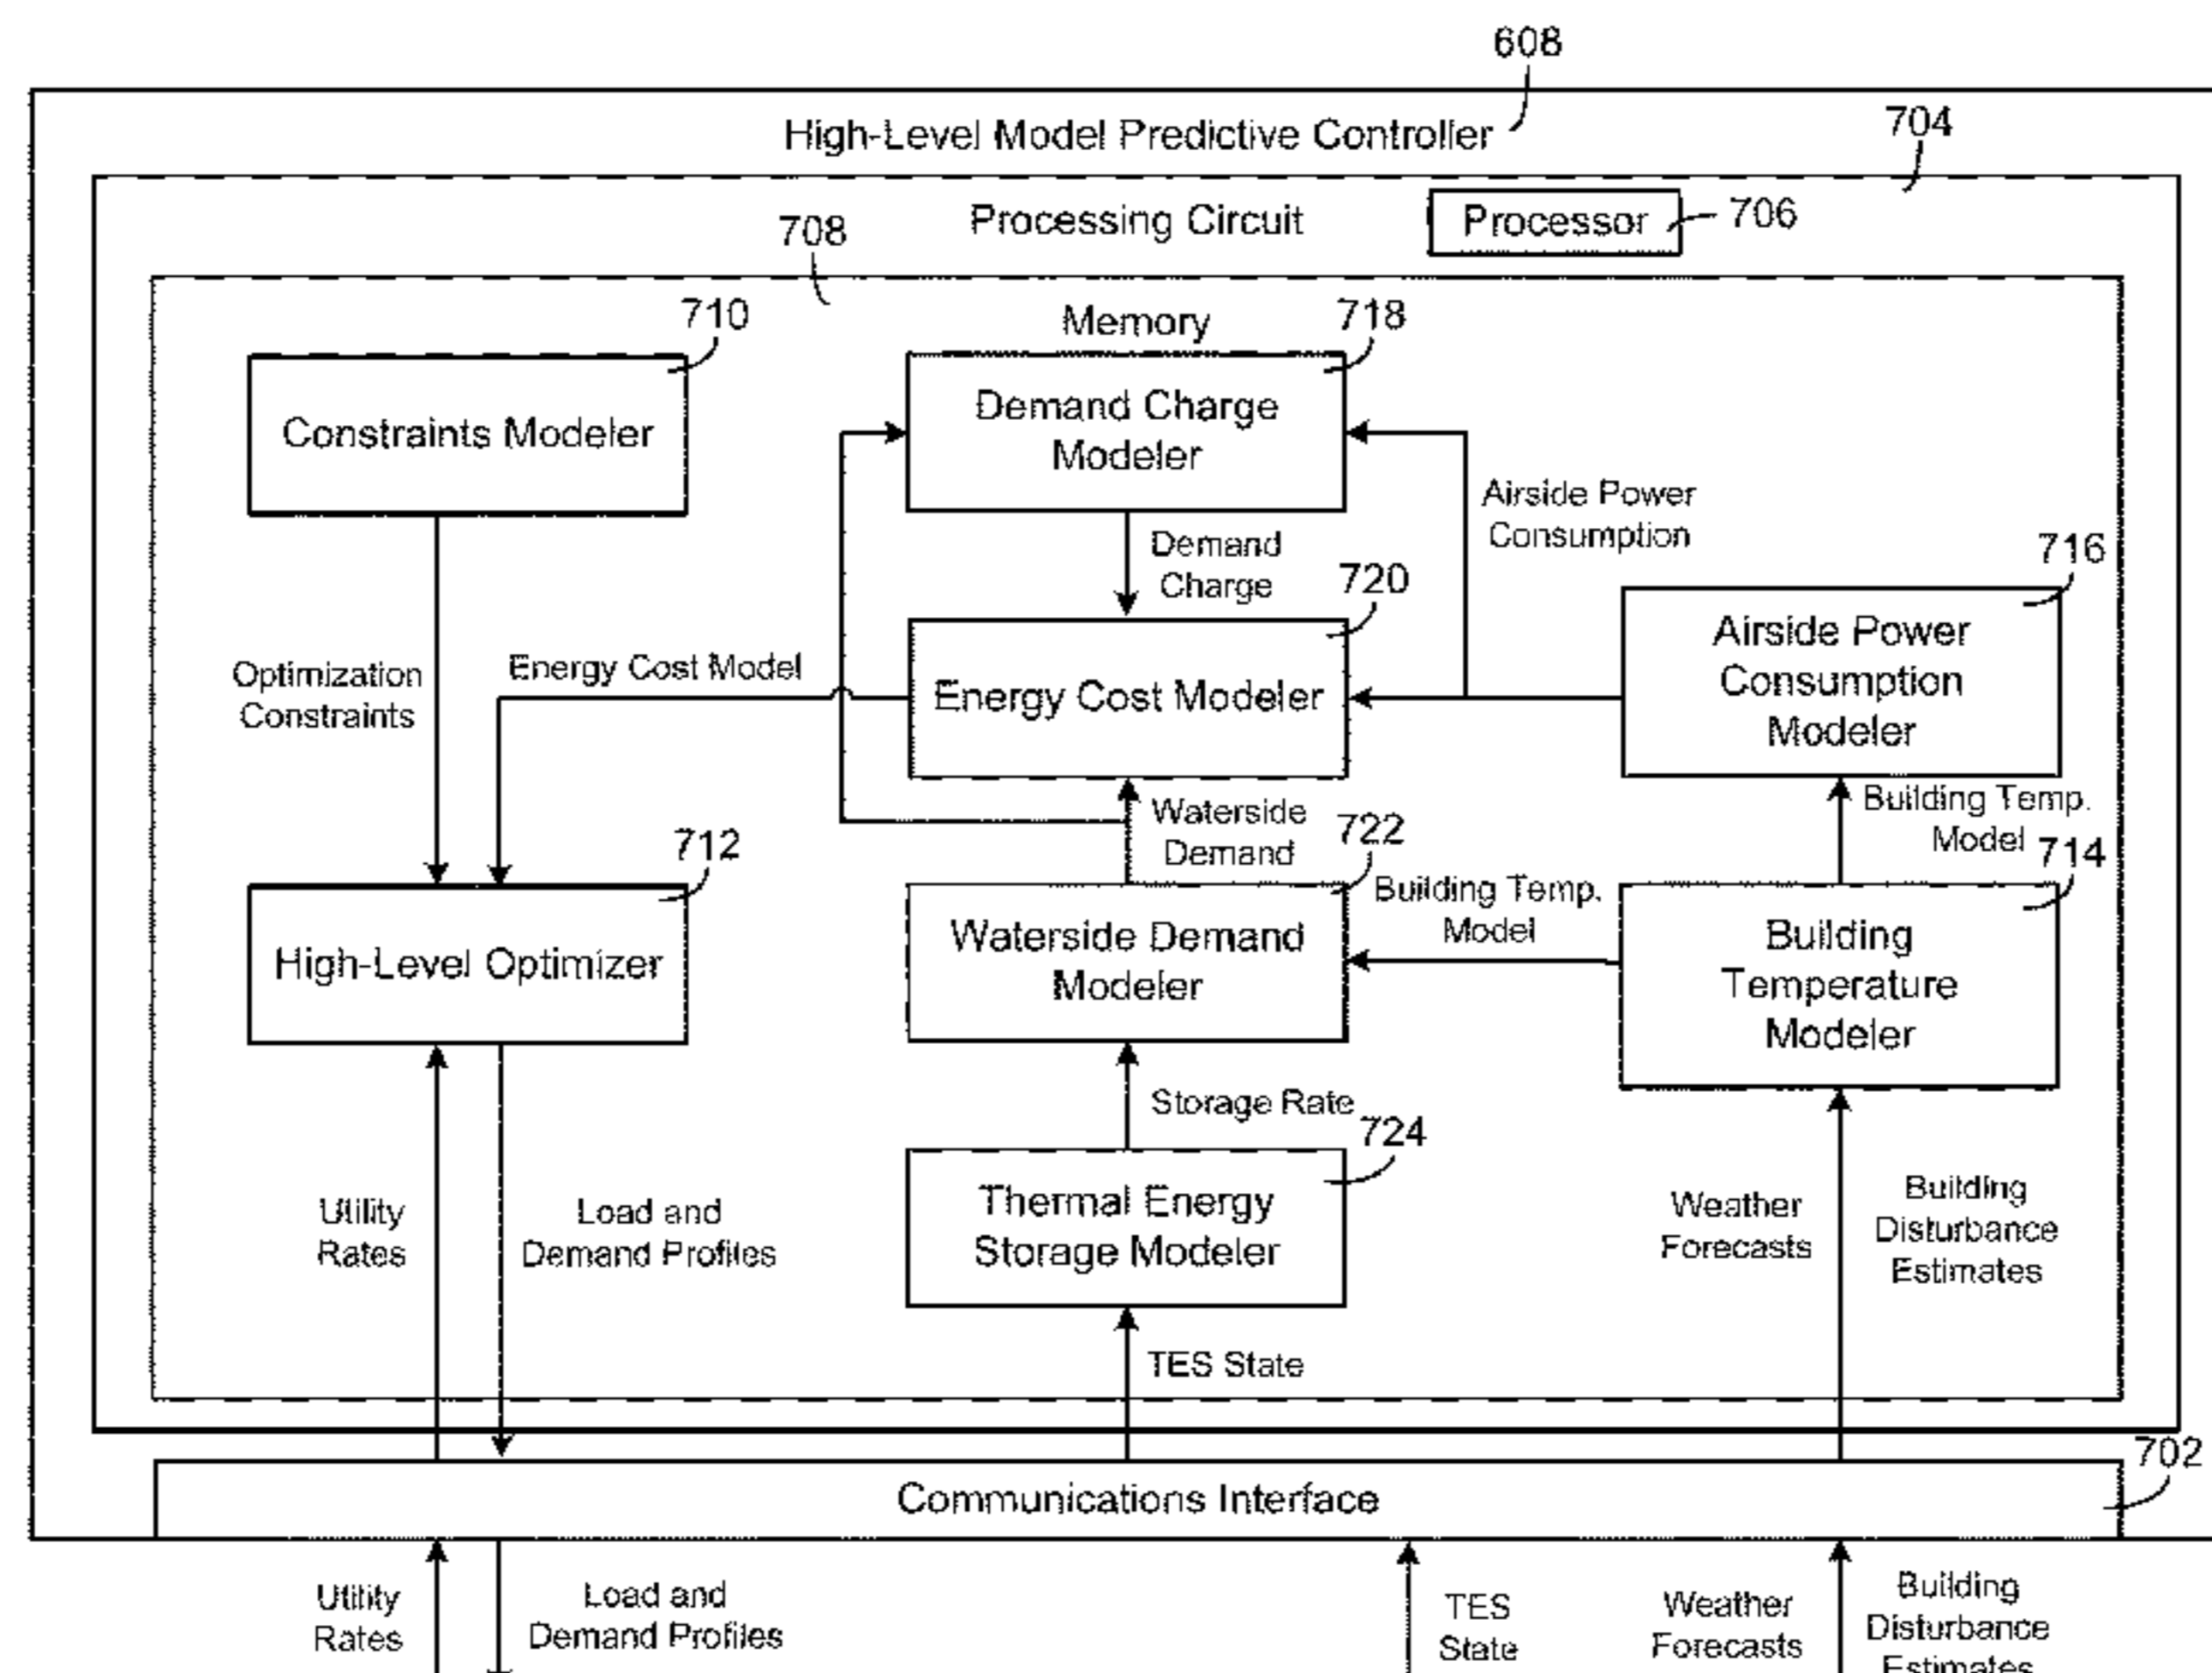 608
High-Level Model Predictive Controller
704
Processing Circuit
Processor
706
708
Memory
710
718
Constraints Modeler
Demand Charge
Modeler
Airside Power
Consumption
Demand
Charge
716
720
Airside Power
Consumption
Modeler
Optimization
Constraints
Energy Cost Model
Energy Cost Modeler
Building Temp.
Model
Waterside
Demand
712
722
714
High-Level Optimizer
Waterside Demand
Modeler
Building Temp.
Model
Building
Temperature
Modeler
Storage Rate
724
Utility
Rates
Load and
Demand Profiles
Thermal Energy
Storage Modeler
Weather
Forecasts
Building
Disturbance
Estimates
TES State
702
Communications Interface
Utility
Rates
Load and
Demand Profiles
TES
State
Weather
Forecasts
Building
Disturbance
Estimates